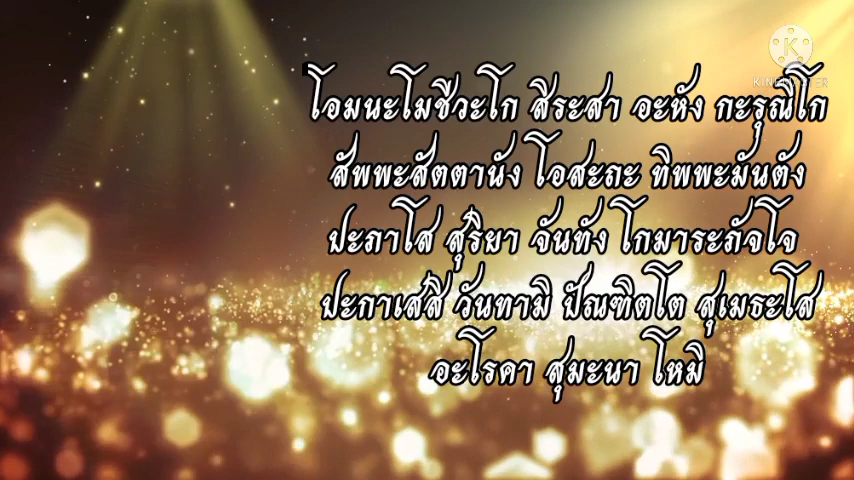 KINEMASTER
โอมนะโมชีวะโก สีระสา อะหัง กะรุณีโก
สัพพะสัตตานัง โอสะถะ ทิพพะมันตัง
ปะภาโส สุริยา จันทัง โกมาระภัจโจ
ปะกาเสสี วันทามิ ปัณฑิตโต สุเมธะโส
อะโรคา สุมะนา โหมิ